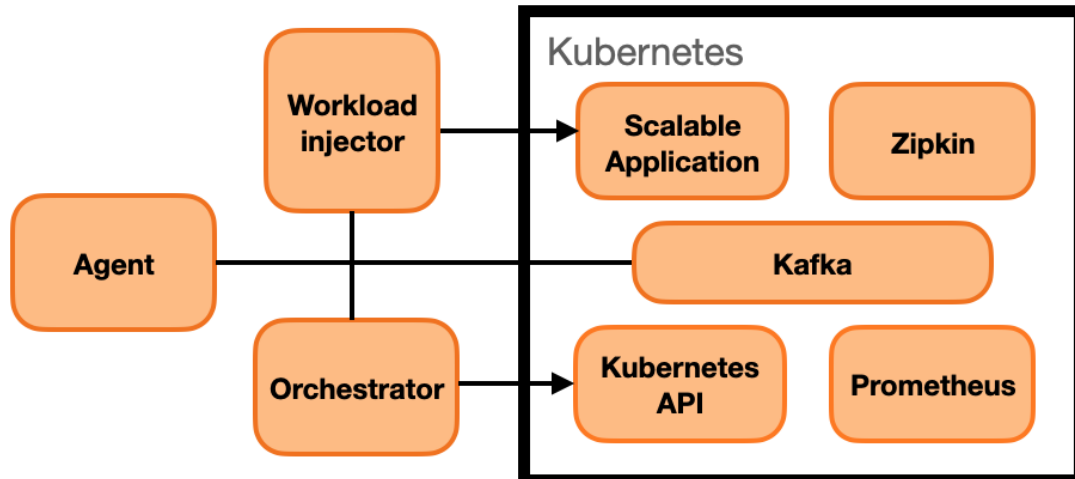 Kubernetes
Workload
injector
Scalable
Application
Zipkin
Agent
Kafka
Orchestrator
Kubernetes
API
Prometheus